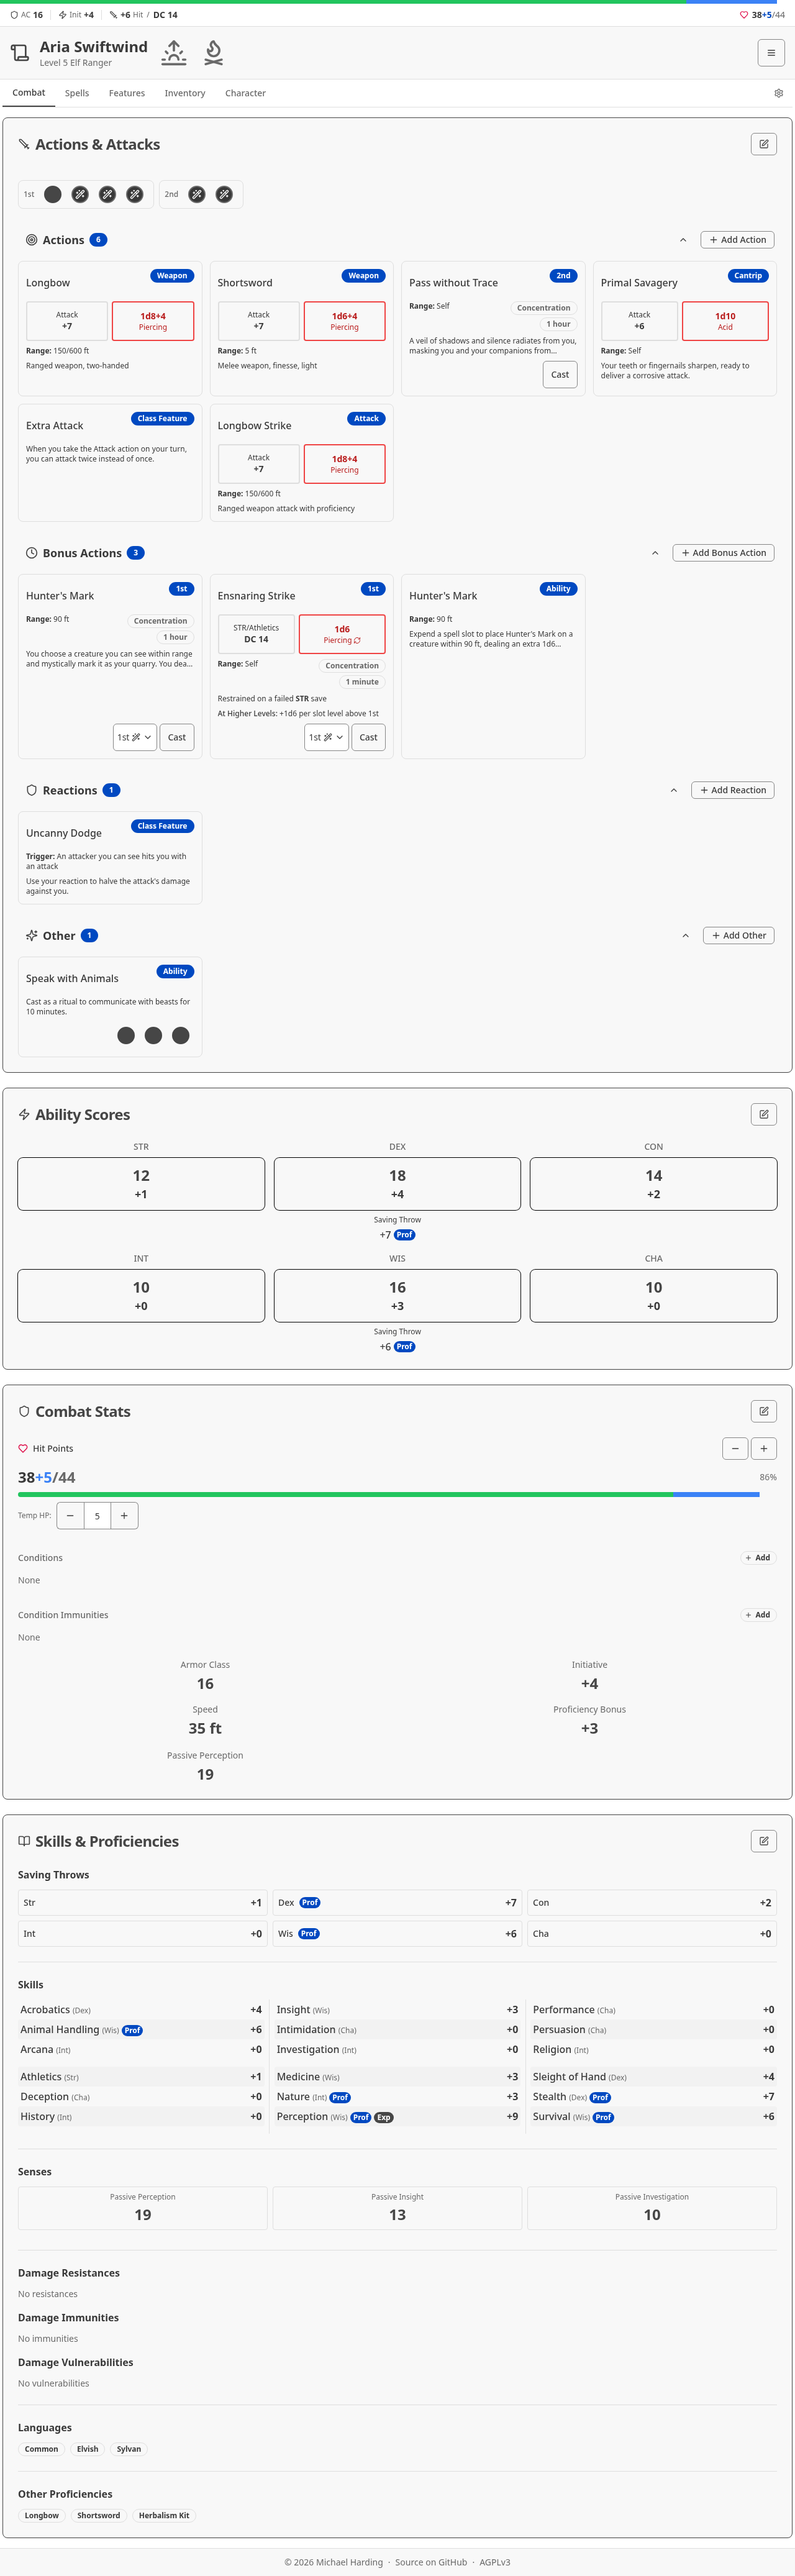 AC 16 Init +4 +6 Hit / DC 14 38+5/44
Aria Swiftwind
Level 5 Elf Ranger
Combat Spells Features Inventory Character
Actions & Attacks
1st 2nd
Actions 6 Add Action
Longbow Weapon
Attack
+7
1d8+4
Piercing
Range: 150/600 ft
Ranged weapon, two-handed
Shortsword Weapon
Attack
+7
1d6+4
Piercing
Range: 5 ft
Melee weapon, finesse, light
Pass without Trace 2nd
Range: Self Concentration
1 hour
A veil of shadows and silence radiates from you,
masking you and your companions from...
Cast
Primal Savagery Cantrip
Attack
+6
1d10
Acid
Range: Self
Your teeth or fingernails sharpen, ready to
deliver a corrosive attack.
Extra Attack Class Feature
When you take the Attack action on your turn,
you can attack twice instead of once.
Longbow Strike Attack
Attack
+7
1d8+4
Piercing
Range: 150/600 ft
Ranged weapon attack with proficiency
Bonus Actions 3 Add Bonus Action
Hunter's Mark 1st
Range: 90 ft Concentration
1 hour
You choose a creature you can see within range
and mystically mark it as your quarry. You dea...
1st Cast
Ensnaring Strike 1st
STR/Athletics
DC 14
1d6
Piercing
Range: Self Concentration
1 minute
Restrained on a failed STR save
At Higher Levels: +1d6 per slot level above 1st
1st Cast
Hunter's Mark Ability
Range: 90 ft
Expend a spell slot to place Hunter's Mark on a
creature within 90 ft, dealing an extra 1d6...
Reactions 1 Add Reaction
Uncanny Dodge Class Feature
Trigger: An attacker you can see hits you with
an attack
Use your reaction to halve the attack's damage
against you.
Other 1 Add Other
Speak with Animals Ability
Cast as a ritual to communicate with beasts for
10 minutes.
Ability Scores
STR DEX CON
12 18 14
+1 +4 +2
Saving Throw
+7 Prof
INT WIS CHA
10 16 10
+0 +3 +0
Saving Throw
+6 Prof
Combat Stats
Hit Points
38+5/44 86%
Temp HP: 5
Conditions Add
None
Condition Immunities Add
None
Armor Class Initiative
16 +4
Speed Proficiency Bonus
35 ft +3
Passive Perception
19
Skills & Proficiencies
Saving Throws
Str +1 Dex Prof +7 Con +2
Int +0 Wis Prof +6 Cha +0
Skills
Acrobatics (Dex) +4 Insight (Wis) +3 Performance (Cha) +0
Animal Handling (Wis) Prof +6 Intimidation (Cha) +0 Persuasion (Cha) +0
Arcana (Int) +0 Investigation (Int) +0 Religion (Int) +0
Athletics (Str) +1 Medicine (Wis) +3 Sleight of Hand (Dex) +4
Deception (Cha) +0 Nature (Int) Prof +3 Stealth (Dex) Prof +7
History (Int) +0 Perception (Wis) Prof Exp +9 Survival (Wis) Prof +6
Senses
Passive Perception Passive Insight Passive Investigation
19 13 10
Damage Resistances
No resistances
Damage Immunities
No immunities
Damage Vulnerabilities
No vulnerabilities
Languages
Common Elvish Sylvan
Other Proficiencies
Longbow Shortsword Herbalism Kit
© 2026 Michael Harding · Source on GitHub · AGPLv3